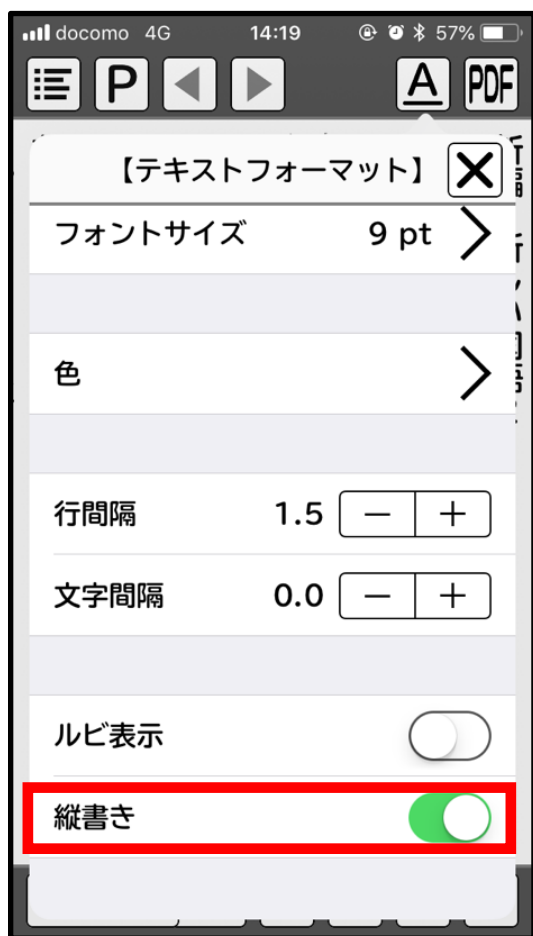 docomo 4G 14:19 57%
P A PDF
【テキストフォーマット】
フォントサイズ 9 pt
色
行間隔 1.5 − +
文字間隔 0.0 − +
ルビ表示
縦書き